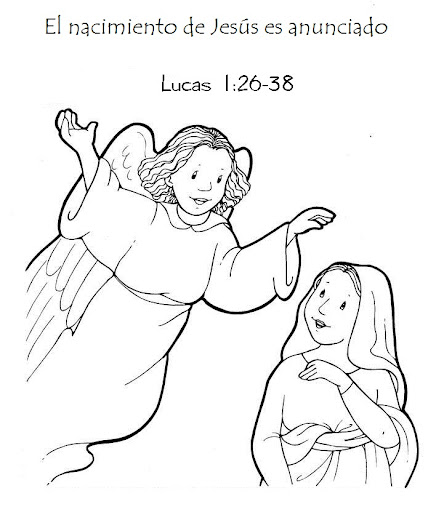 El nacimiento de Jesús es anunciado
Lucas 1:26-38